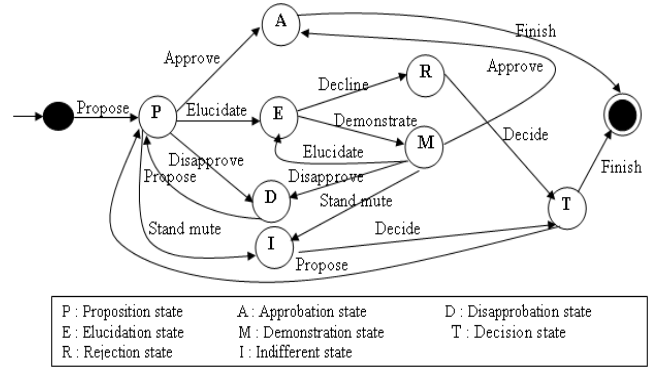 A
Finish
Approve
R
Approve
Decline
Propose
P
Elucidate
E
Demonstrate
Decide
M
Elucidate
Disapprove
Disapprove
Finish
Propose
D
Stand mute
T
Stand mute
Decide
I
Propose
P : Proposition state A : Approbation state D : Disapprobation state
E : Elucidation state M : Demonstration state T : Decision state
R : Rejection state I : Indifferent state